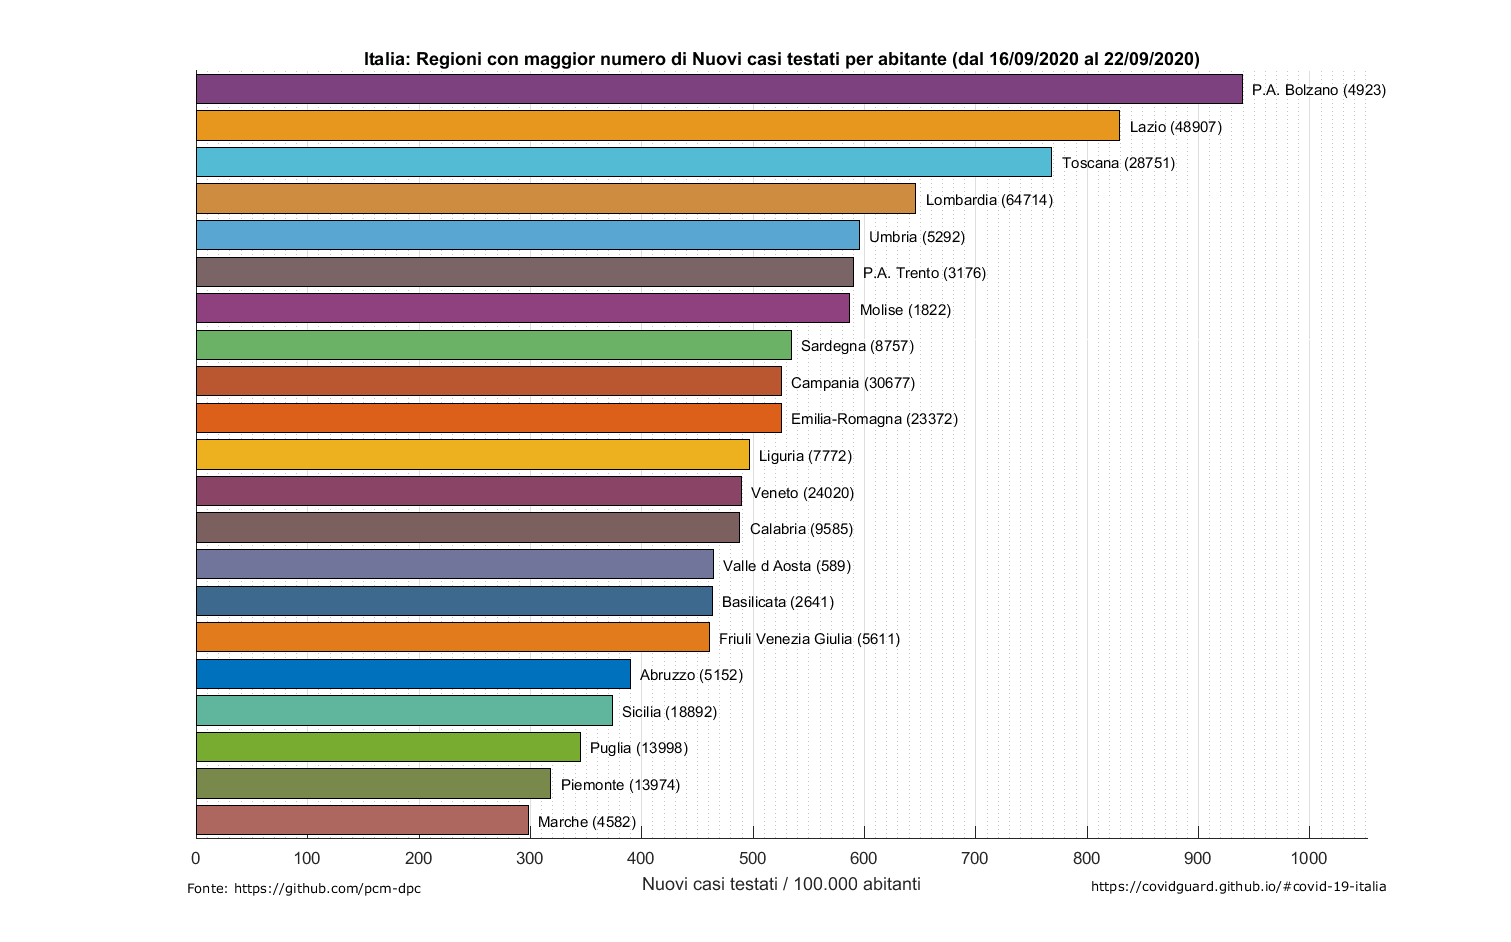 Italia: Regioni con maggior numero di Nuovi casi testati per abitante (dal 16/09/2020 al 22/09/2020)
P.A. Bolzano (4923)
Lazio (48907)
Toscana (28751)
Lombardia (64714)
Umbria (5292)
P.A. Trento (3176)
Molise (1822)
Sardegna (8757)
Campania (30677)
Emilia-Romagna (23372)
Liguria (7772)
Veneto (24020)
Calabria (9585)
Valle d Aosta (589)
Basilicata (2641)
Friuli Venezia Giulia (5611)
Abruzzo (5152)
Sicilia (18892)
Puglia (13998)
Piemonte (13974)
Marche (4582)
0 100 200 300 400 500 600 700 800 900 1000
Nuovi casi testati / 100.000 abitanti
Fonte: https://github.com/pcm-dpc
https://covidguard.github.io/#covid-19-italia